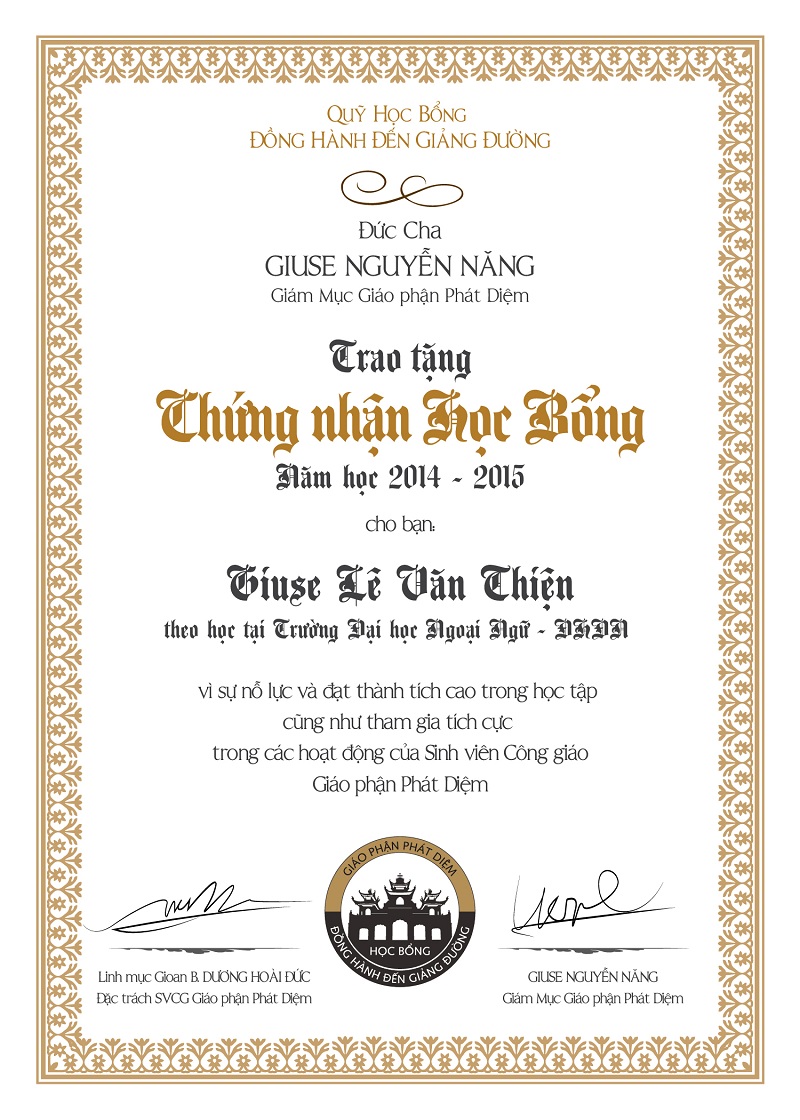 QUỸ HỌC BỔNG
ĐỒNG HÀNH ĐẾN GIẢNG ĐƯỜNG
Đức Cha
GIUSE NGUYỄN NĂNG
Giám Mục Giáo phận Phát Diệm
Trao tặng
Chứng nhận Học Bổng
Năm học 2014 - 2015
cho bạn:
Giuse Lê Văn Thiện
theo học tại Trường Đại học Ngoại Ngữ - ĐHĐN
vì sự nỗ lực và đạt thành tích cao trong học tập
cũng như tham gia tích cực
trong các hoạt động của Sinh viên Công giáo
Giáo phận Phát Diệm
GIÁO PHẬN PHÁT DIỆM
HỌC BỔNG
ĐỒNG HÀNH ĐẾN GIẢNG ĐƯỜNG
Linh mục Gioan B. DƯƠNG HOÀI ĐỨC
Đặc trách SVCG Giáo phận Phát Diệm
GIUSE NGUYỄN NĂNG
Giám Mục Giáo phận Phát Diệm